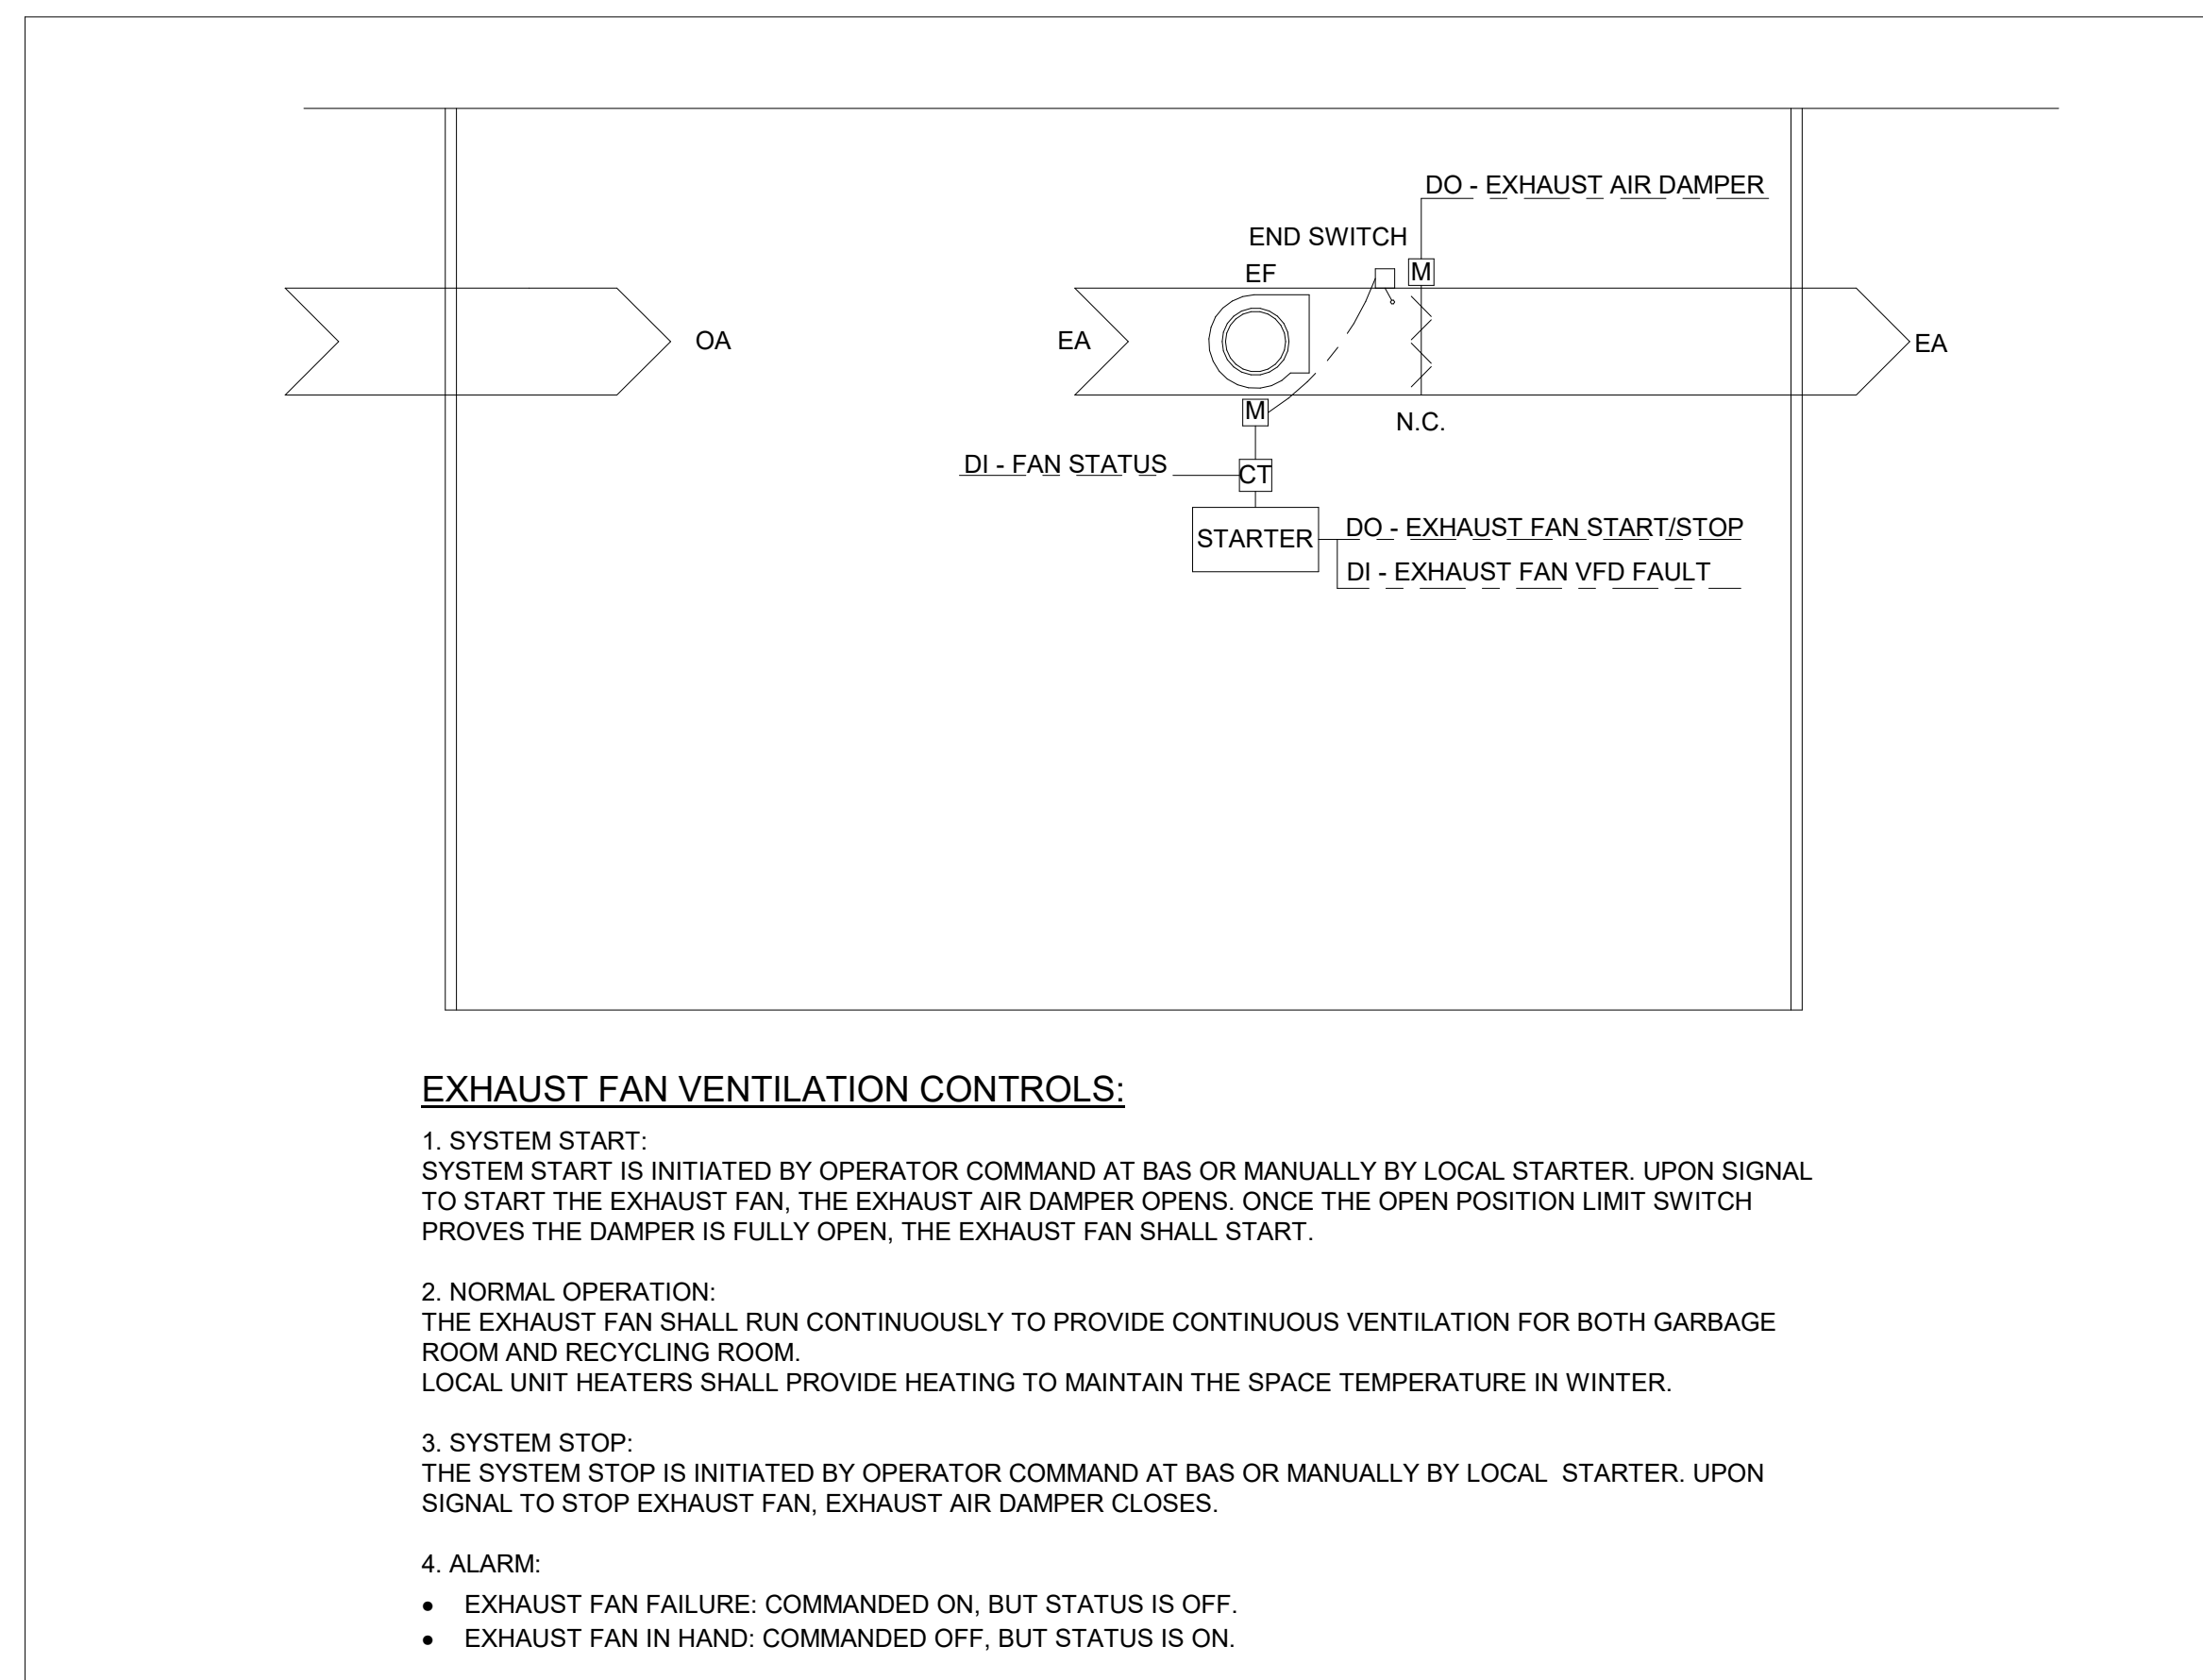 DO - EXHAUST AIR DAMPER
END SWITCH
EF
M
OA
EA
EA
M
N.C.
DI - FAN STATUS
CT
STARTER
DO - EXHAUST FAN START/STOP
DI - EXHAUST FAN VFD FAULT
EXHAUST FAN VENTILATION CONTROLS:
1. SYSTEM START:
SYSTEM START IS INITIATED BY OPERATOR COMMAND AT BAS OR MANUALLY BY LOCAL STARTER. UPON SIGNAL
TO START THE EXHAUST FAN, THE EXHAUST AIR DAMPER OPENS. ONCE THE OPEN POSITION LIMIT SWITCH
PROVES THE DAMPER IS FULLY OPEN, THE EXHAUST FAN SHALL START.
2. NORMAL OPERATION:
THE EXHAUST FAN SHALL RUN CONTINUOUSLY TO PROVIDE CONTINUOUS VENTILATION FOR BOTH GARBAGE
ROOM AND RECYCLING ROOM.
LOCAL UNIT HEATERS SHALL PROVIDE HEATING TO MAINTAIN THE SPACE TEMPERATURE IN WINTER.
3. SYSTEM STOP:
THE SYSTEM STOP IS INITIATED BY OPERATOR COMMAND AT BAS OR MANUALLY BY LOCAL STARTER. UPON
SIGNAL TO STOP EXHAUST FAN, EXHAUST AIR DAMPER CLOSES.
4. ALARM:
• EXHAUST FAN FAILURE: COMMANDED ON, BUT STATUS IS OFF.
• EXHAUST FAN IN HAND: COMMANDED OFF, BUT STATUS IS ON.